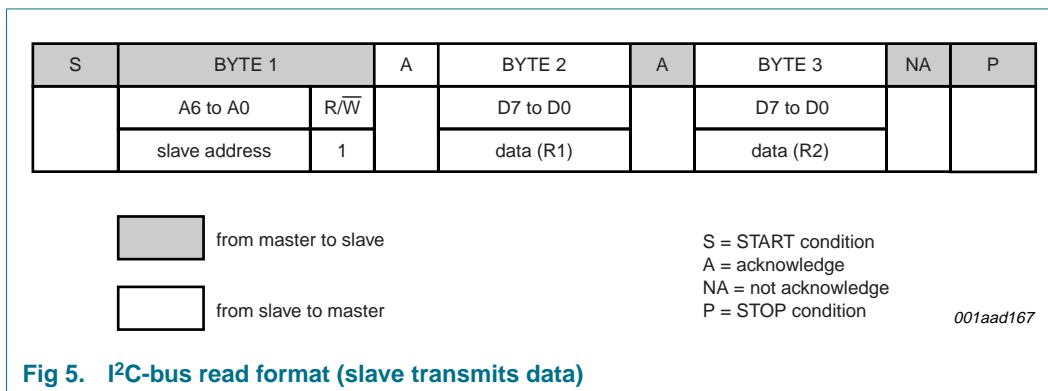 S BYTE 1 A BYTE 2 A BYTE 3 NA P
A6 to A0 R/W̅ D7 to D0 D7 to D0
slave address 1 data (R1) data (R2)
from master to slave
from slave to master
S = START condition
A = acknowledge
NA = not acknowledge
P = STOP condition
001aad167
Fig 5. I²C-bus read format (slave transmits data)